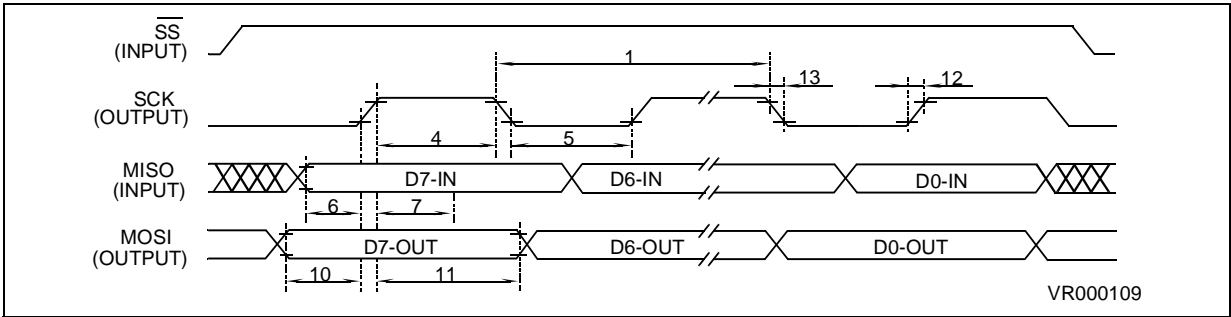 SS
(INPUT)
1
13
12
SCK
(OUTPUT)
4
5
MISO
(INPUT)
D7-IN
D6-IN
D0-IN
6
7
MOSI
(OUTPUT)
D7-OUT
D6-OUT
D0-OUT
10
11
VR000109